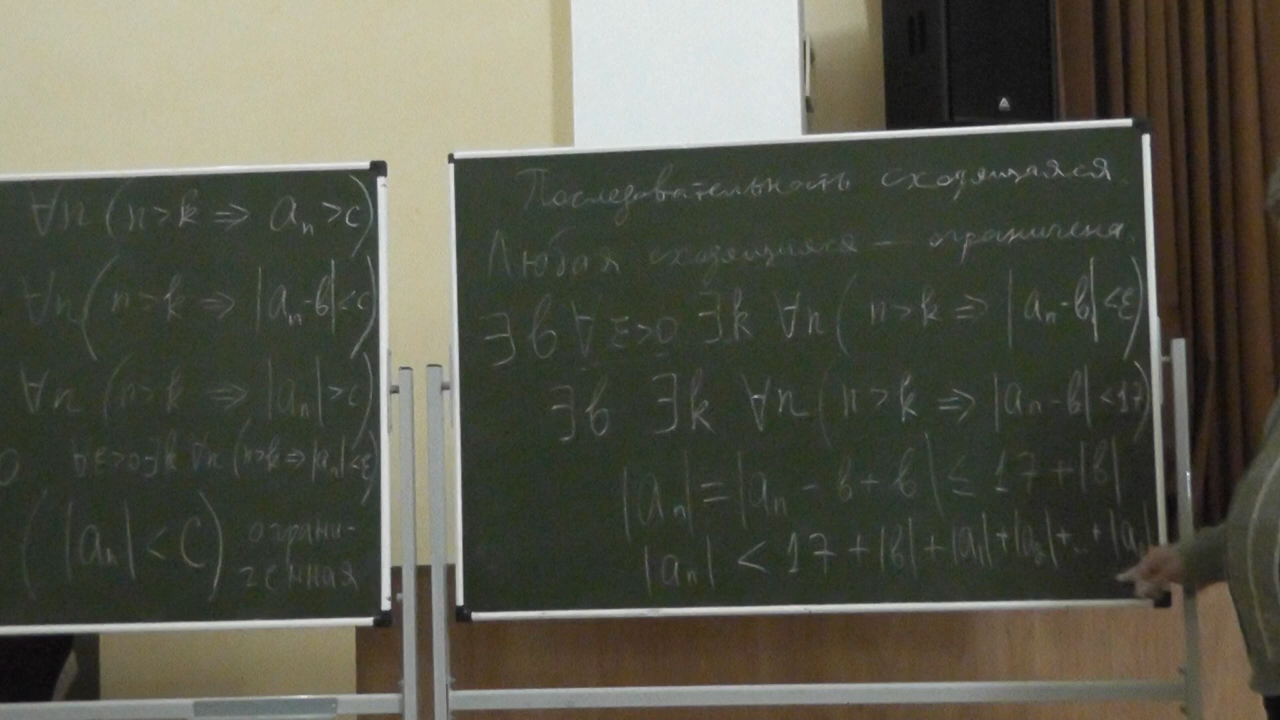 ∀n (n > k ⇒ aₙ > c)
∀n (n > k ⇒ |aₙ - b| < c)
∀n (n > k ⇒ |aₙ| > c)
0 ∀ε>0 ∃k ∀n (n>k ⇒ |aₙ|<ε)
(|aₙ| < C) ограни-
ченная
Последовательность сходящаяся.
Любая сходящаяся — ограничена.
∃b ∀ε>0 ∃k ∀n (n > k ⇒ |aₙ - b| < ε)
∃b ∃k ∀n (n > k ⇒ |aₙ - b| < 17)
|aₙ| = |aₙ - b + b| ≤ 17 + |b|
|aₙ| < 17 + |b| + |a₁| + |a₂| + .. + |a